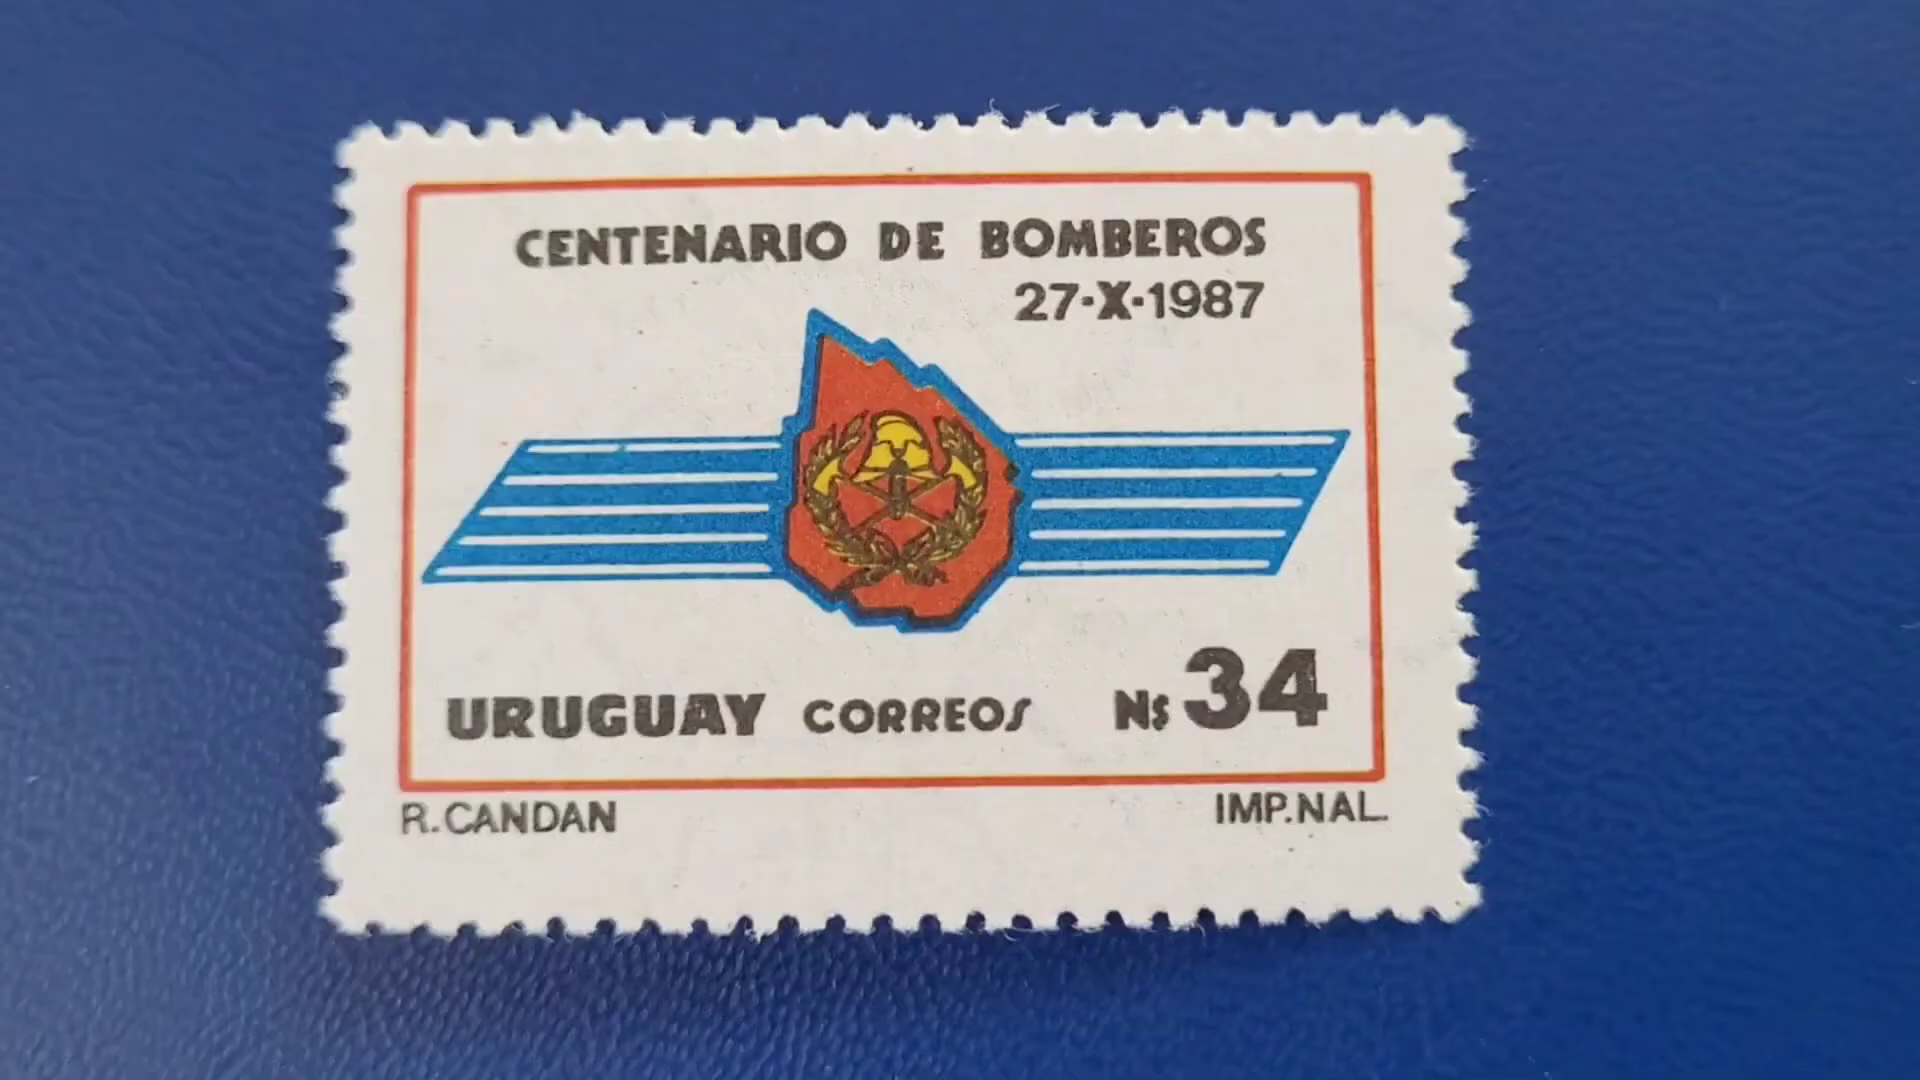 CENTENARIO DE BOMBEROS
27·X·1987
URUGUAY CORREOS N$ 34
R.CANDAN IMP.NAL.